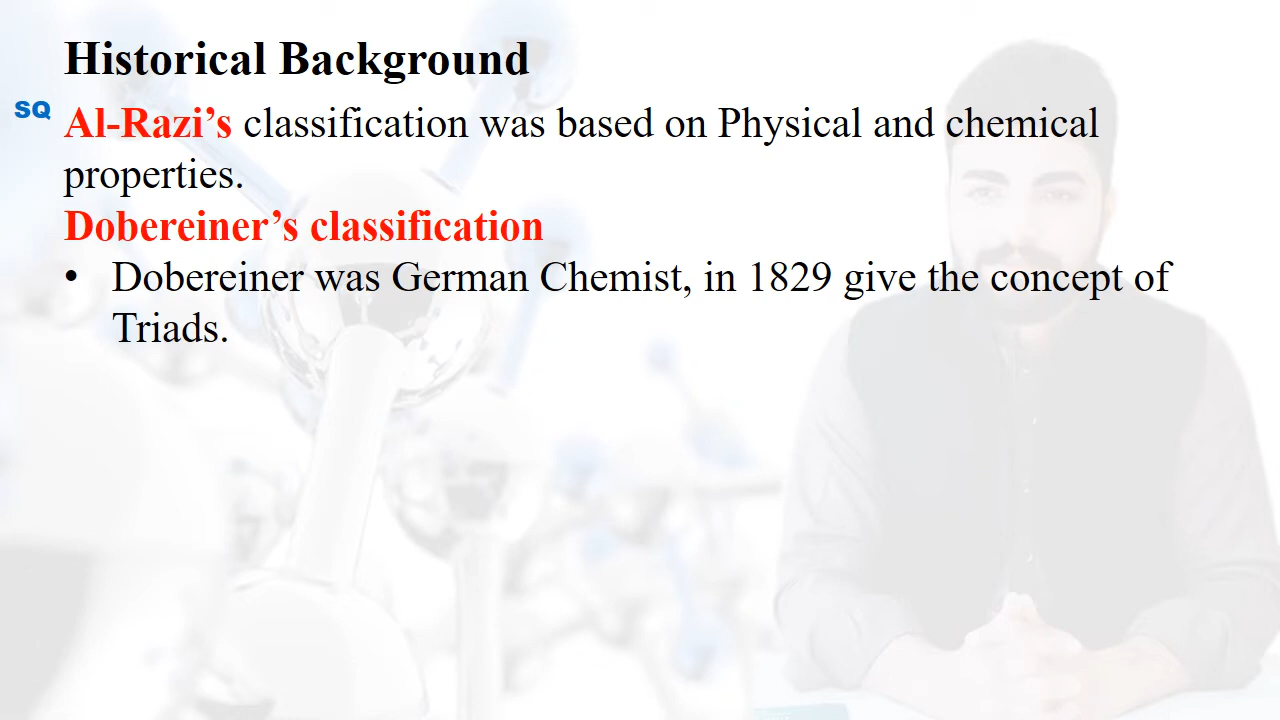 Historical Background
SQ
Al-Razi’s classification was based on Physical and chemical
properties.
Dobereiner’s classification
• Dobereiner was German Chemist, in 1829 give the concept of
Triads.